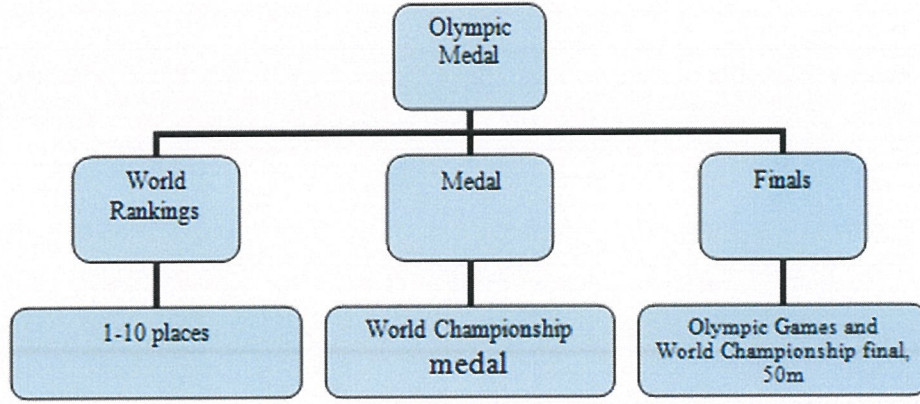 Olympic
Medal
World
Rankings
Medal
Finals
1-10 places
World Championship
medal
Olympic Games and
World Championship final,
50m